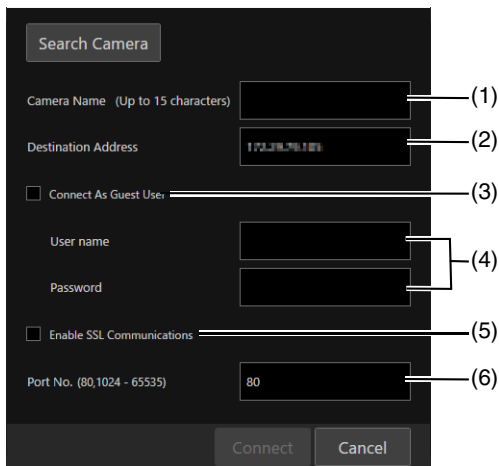 Search Camera
Camera Name (Up to 15 characters)
(1)
Destination Address
(2)
Connect As Guest User
(3)
User name
(4)
Password
Enable SSL Communications
(5)
Port No. (80,1024 - 65535)
80
(6)
Connect
Cancel